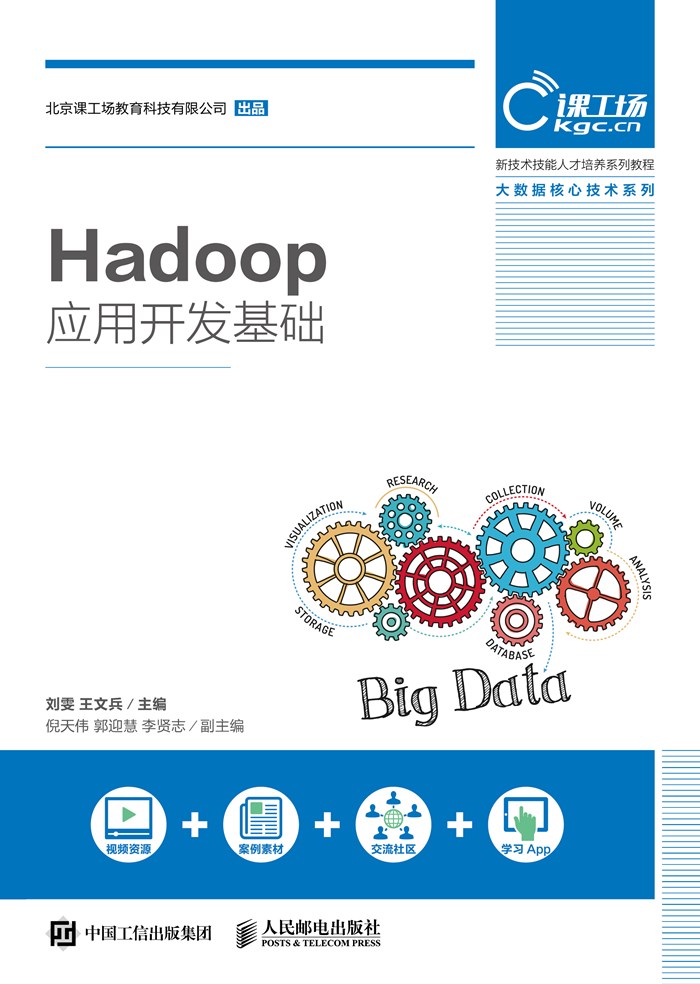 北京课工场教育科技有限公司 出品
课工场
kgc.cn
新技术技能人才培养系列教程
大数据核心技术系列
Hadoop
应用开发基础
RESEARCH
COLLECTION
VISUALIZATION
VOLUME
ANALYSIS
STORAGE
DATABASE
Big Data
刘雯 王文兵 / 主编
倪天伟 郭迎慧 李贤志 / 副主编
视频资源 + 案例素材 + 交流社区 + 学习 App
中国工信出版集团
人民邮电出版社
POSTS & TELECOM PRESS